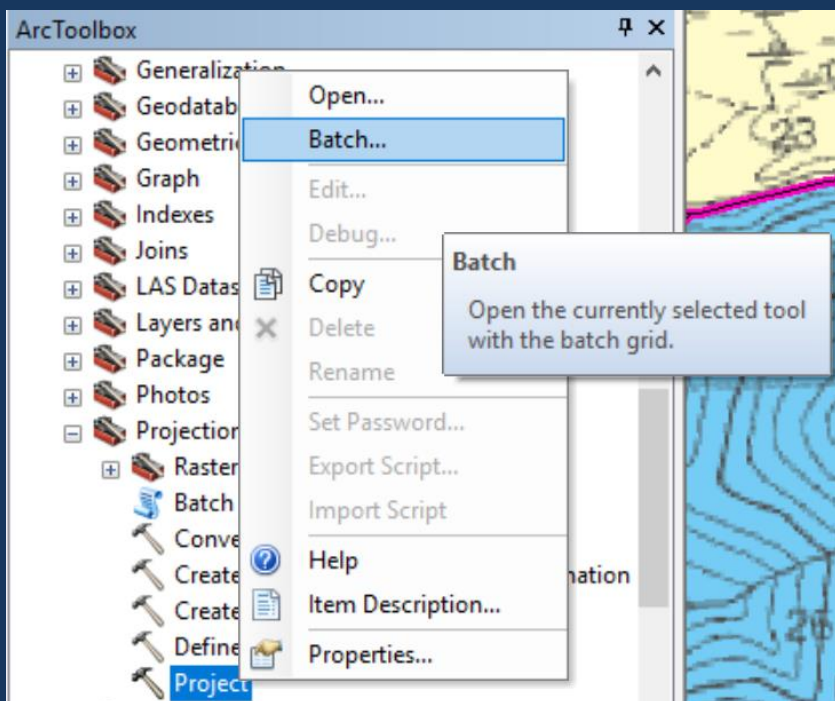 ArcToolbox
Generalization
Geodatab
Geometric
Graph
Indexes
Joins
LAS Datas
Layers and
Package
Photos
Projection
Raster
Batch
Conve
Create
nation
Create
Define
Project
Open...
Batch...
Edit...
Debug...
Copy
Delete
Rename
Set Password...
Export Script...
Import Script
Help
Item Description...
Properties...
Batch
Open the currently selected tool
with the batch grid.
23
26